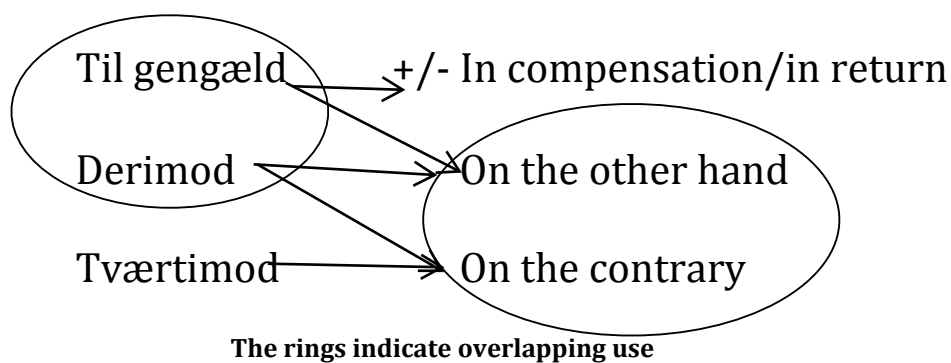 Til gengæld +/- In compensation/in return
Derimod On the other hand
Tværtimod On the contrary
The rings indicate overlapping use